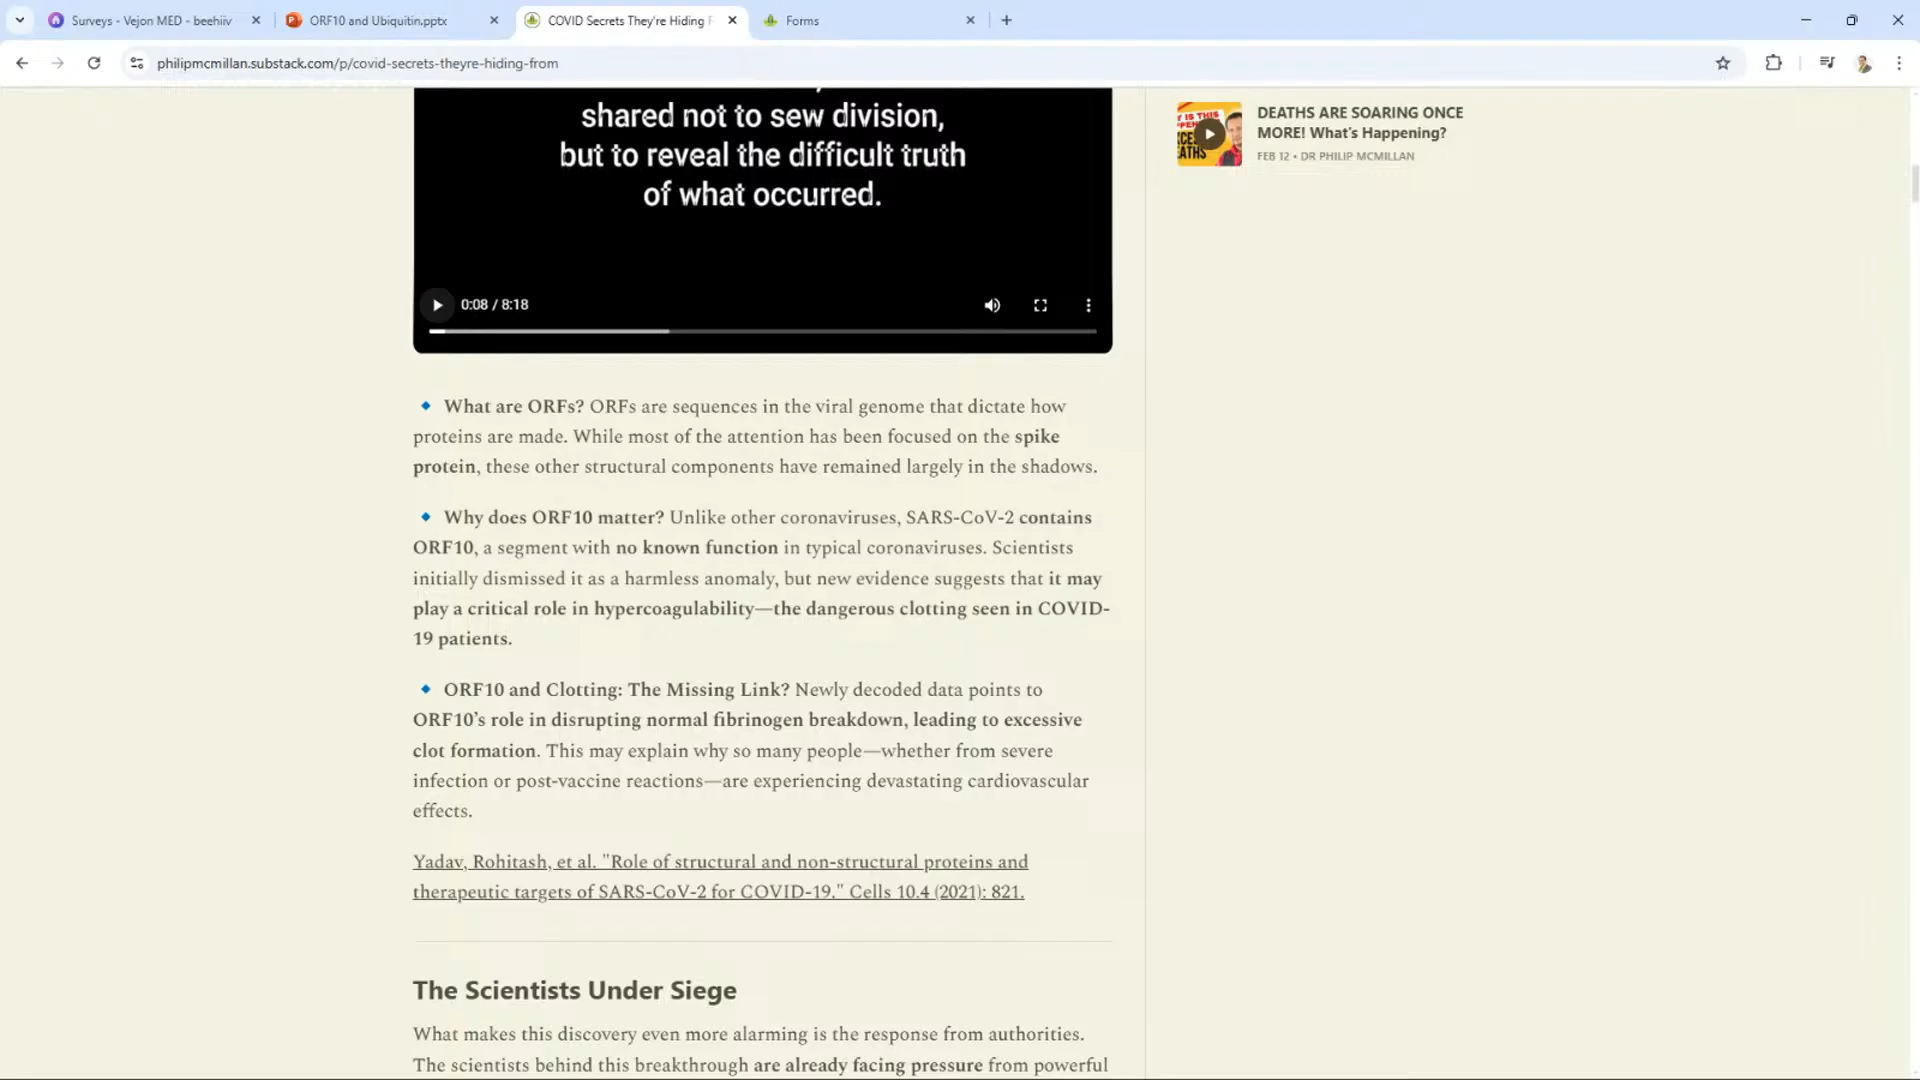 Surveys - Vejon MED - beehiiv
ORF10 and Ubiquitin.pptx
COVID Secrets They're Hiding F
Forms
philipmcmillan.substack.com/p/covid-secrets-theyre-hiding-from
shared not to sew division,
but to reveal the difficult truth
of what occurred.
0:08 / 8:18
DEATHS ARE SOARING ONCE
MORE! What's Happening?
FEB 12 • DR PHILIP MCMILLAN
🔹 What are ORFs? ORFs are sequences in the viral genome that dictate how
proteins are made. While most of the attention has been focused on the spike
protein, these other structural components have remained largely in the shadows.
🔹 Why does ORF10 matter? Unlike other coronaviruses, SARS-CoV-2 contains
ORF10, a segment with no known function in typical coronaviruses. Scientists
initially dismissed it as a harmless anomaly, but new evidence suggests that it may
play a critical role in hypercoagulability—the dangerous clotting seen in COVID-
19 patients.
🔹 ORF10 and Clotting: The Missing Link? Newly decoded data points to
ORF10's role in disrupting normal fibrinogen breakdown, leading to excessive
clot formation. This may explain why so many people—whether from severe
infection or post-vaccine reactions—are experiencing devastating cardiovascular
effects.
Yadav, Rohitash, et al. "Role of structural and non-structural proteins and
therapeutic targets of SARS-CoV-2 for COVID-19." Cells 10.4 (2021): 821.
The Scientists Under Siege
What makes this discovery even more alarming is the response from authorities.
The scientists behind this breakthrough are already facing pressure from powerful